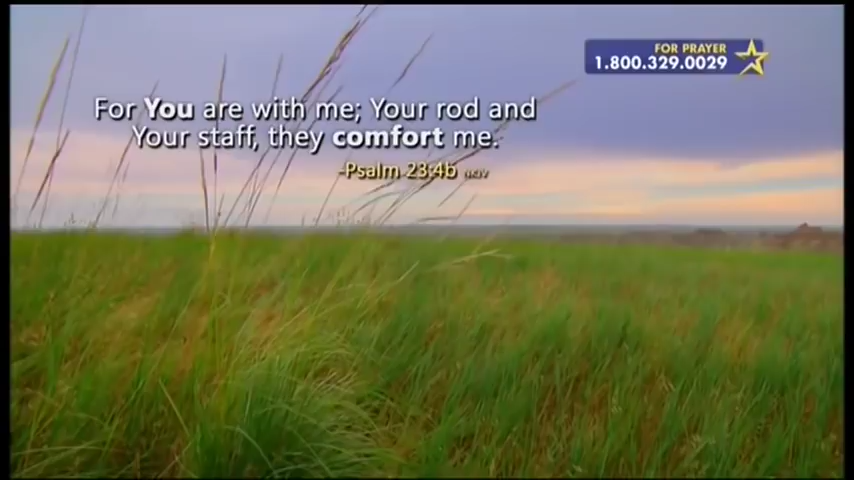 FOR PRAYER
1.800.329.0029
For You are with me; Your rod and
Your staff, they comfort me.
-Psalm 23:4b NKJV